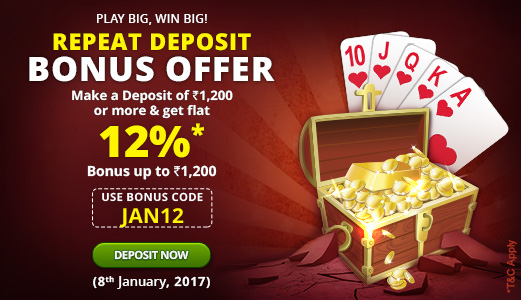 PLAY BIG, WIN BIG!
REPEAT DEPOSIT
BONUS OFFER
Make a Deposit of ₹1,200
or more & get flat
12%*
Bonus up to ₹1,200
USE BONUS CODE
JAN12
DEPOSIT NOW
(8th January, 2017)
10 J Q K A
*T&C Apply